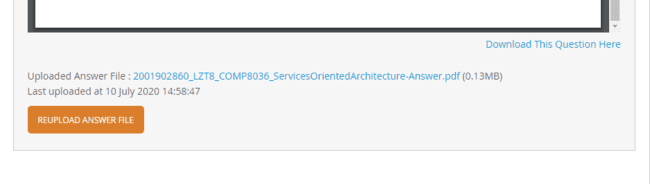 Download This Question Here
Uploaded Answer File : 2001902860_LZT8_COMP8036_ServicesOrientedArchitecture-Answer.pdf (0.13MB)
Last uploaded at 10 July 2020 14:58:47
REUPLOAD ANSWER FILE